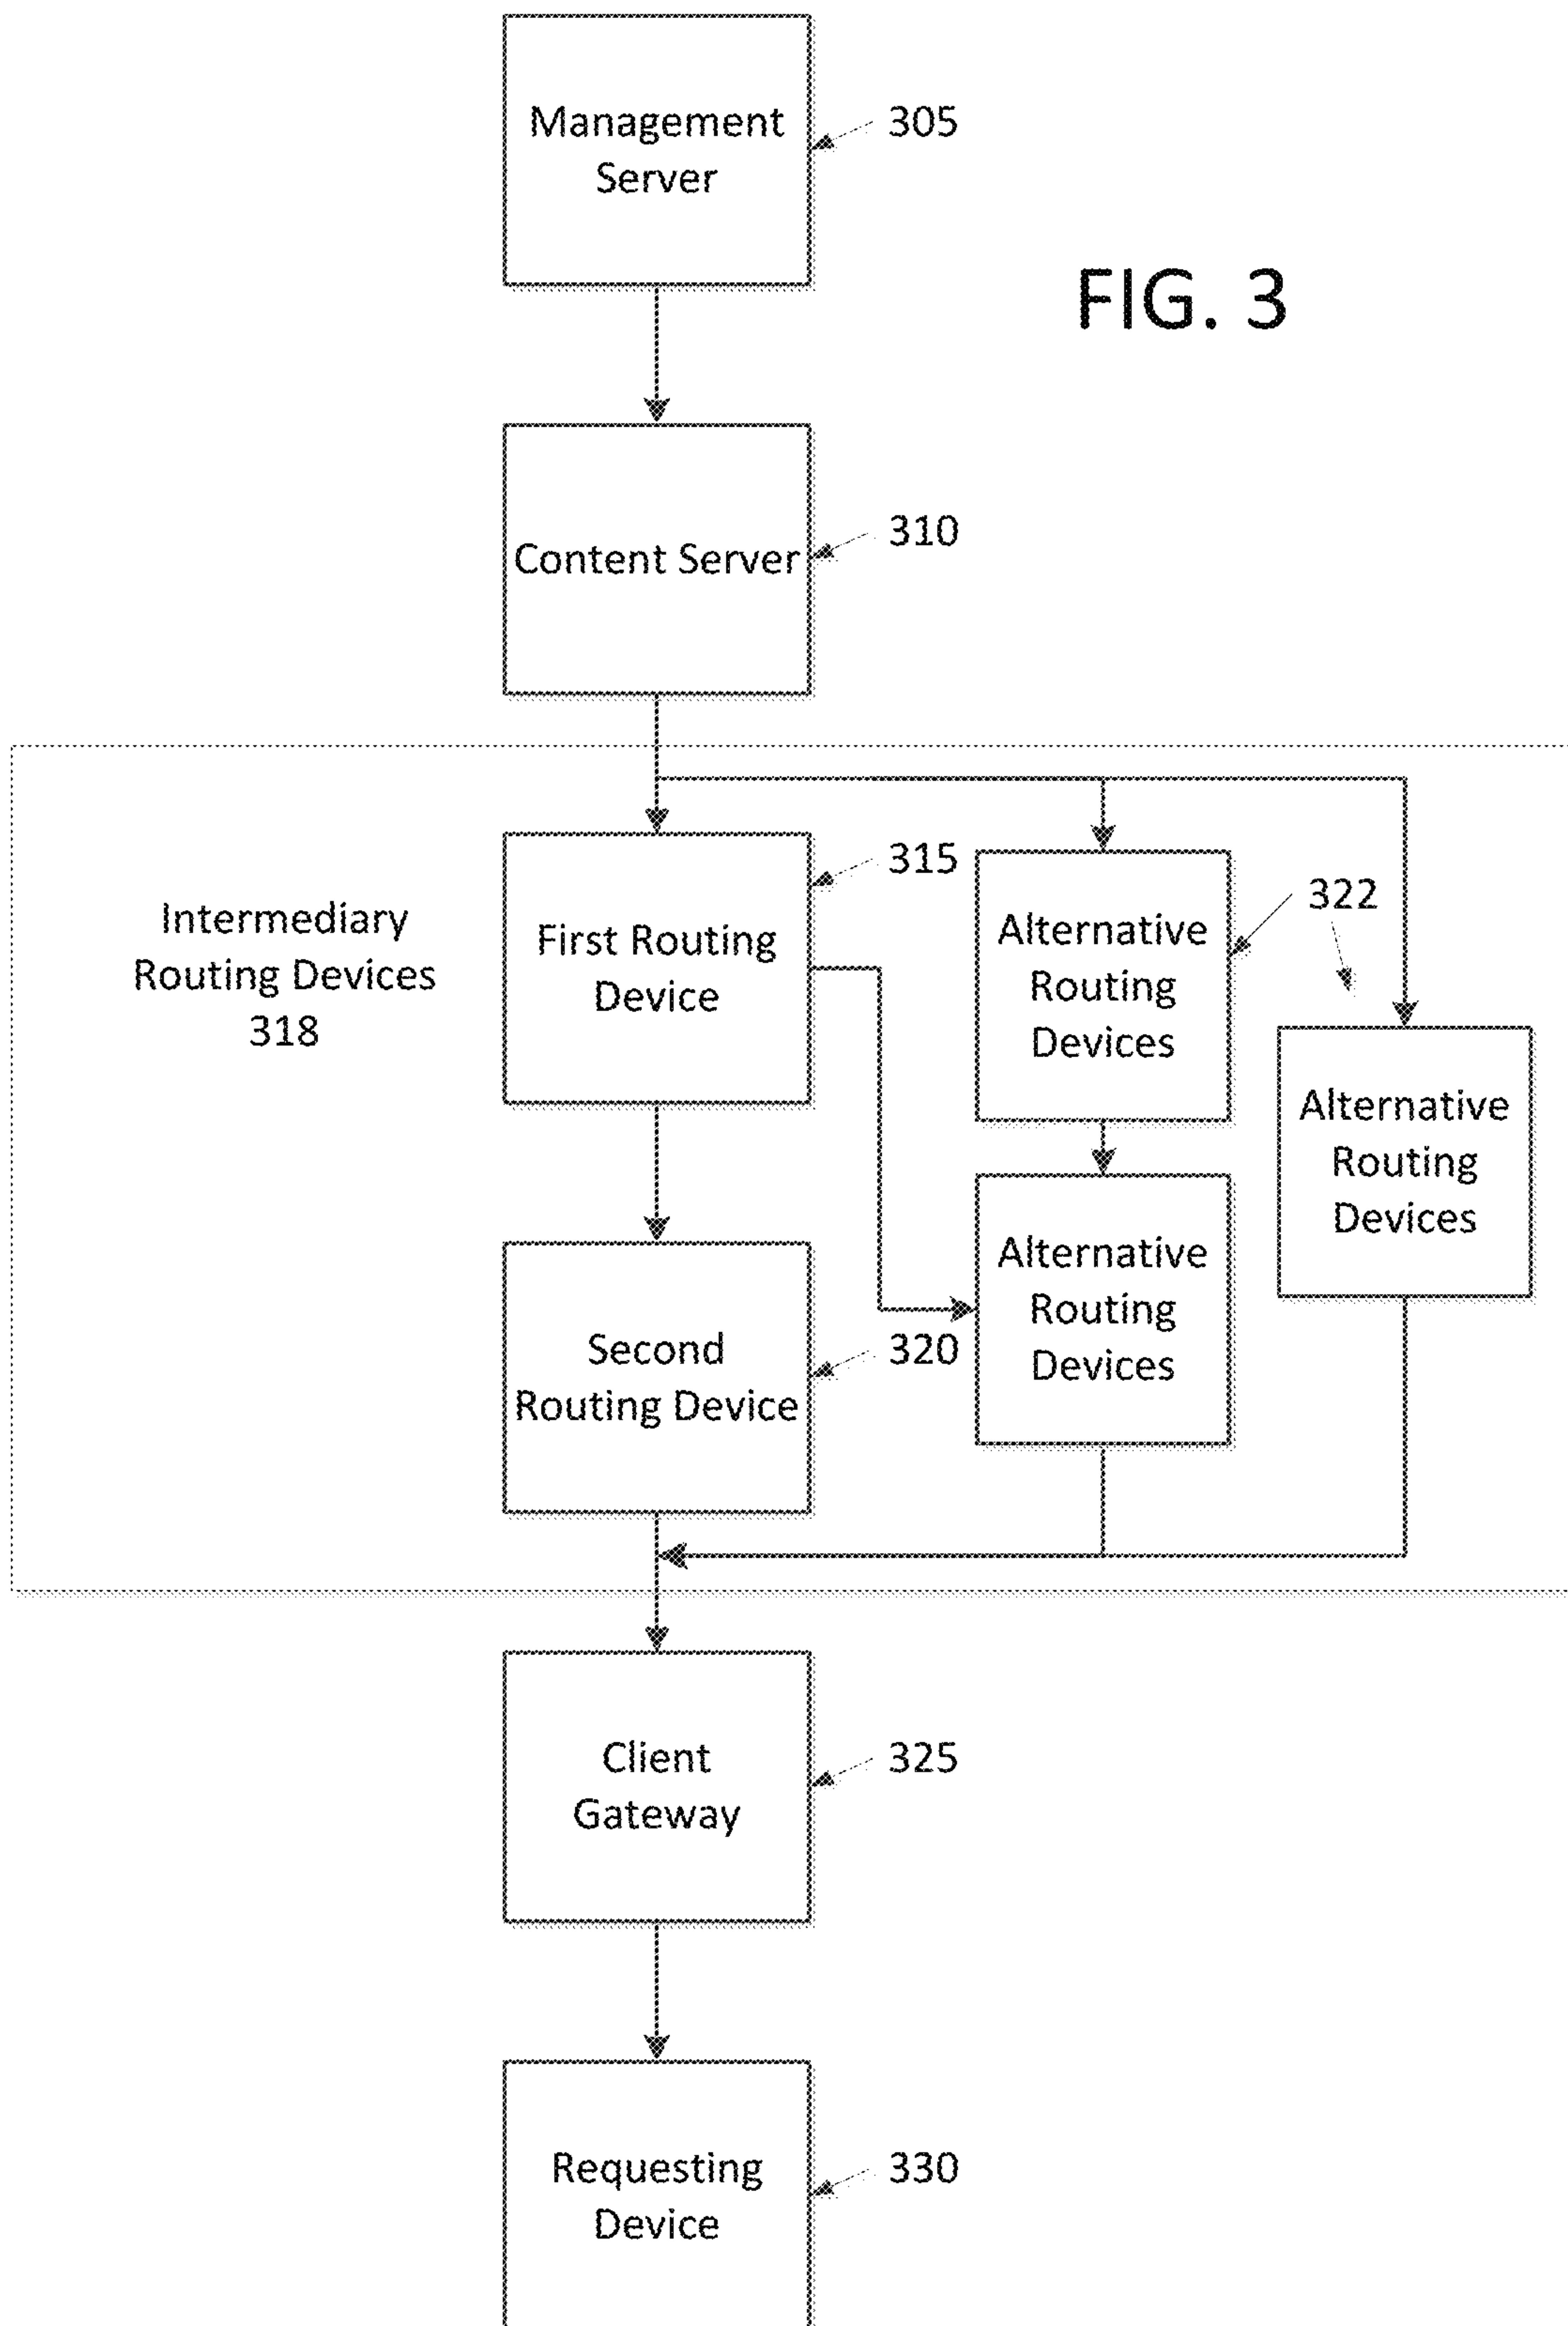 Management
Server
305
FIG. 3
Content Server
310
Intermediary
Routing Devices
318
First Routing
Device
315
Alternative
Routing
Devices
322
Alternative
Routing
Devices
Alternative
Routing
Devices
Second
Routing Device
320
Client
Gateway
325
Requesting
Device
330